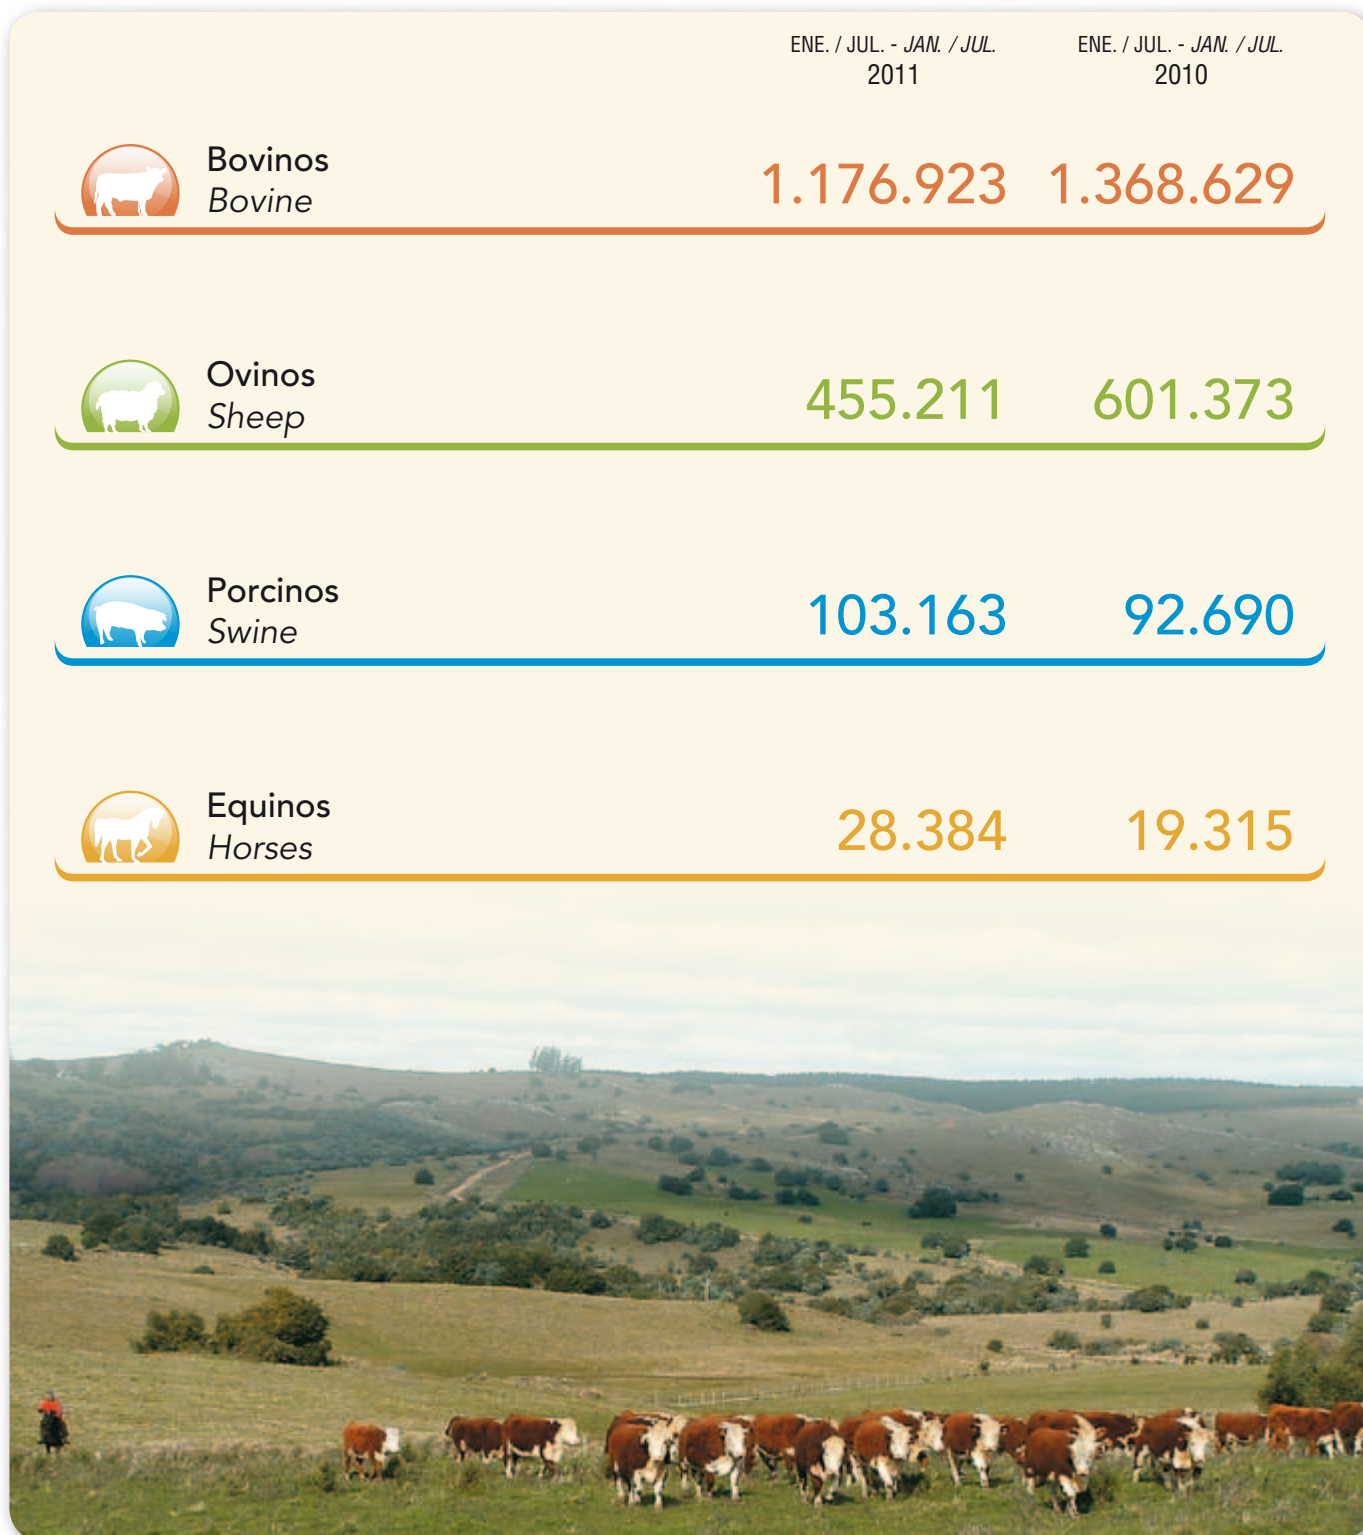 ENE. / JUL. - JAN. / JUL. ENE. / JUL. - JAN. / JUL.
2011 2010
Bovinos
Bovine
1.176.923 1.368.629
Ovinos
Sheep
455.211 601.373
Porcinos
Swine
103.163 92.690
Equinos
Horses
28.384 19.315